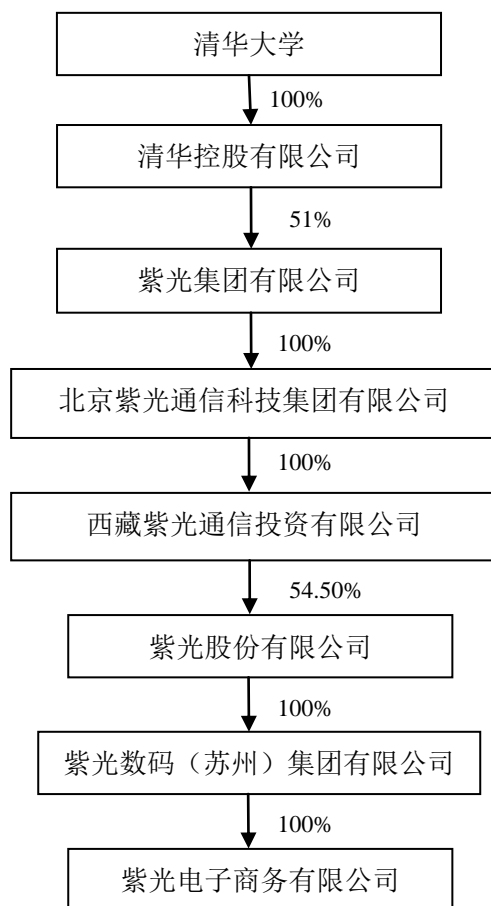 清华大学
100%
清华控股有限公司
51%
紫光集团有限公司
100%
北京紫光通信科技集团有限公司
100%
西藏紫光通信投资有限公司
54.50%
紫光股份有限公司
100%
紫光数码（苏州）集团有限公司
100%
紫光电子商务有限公司